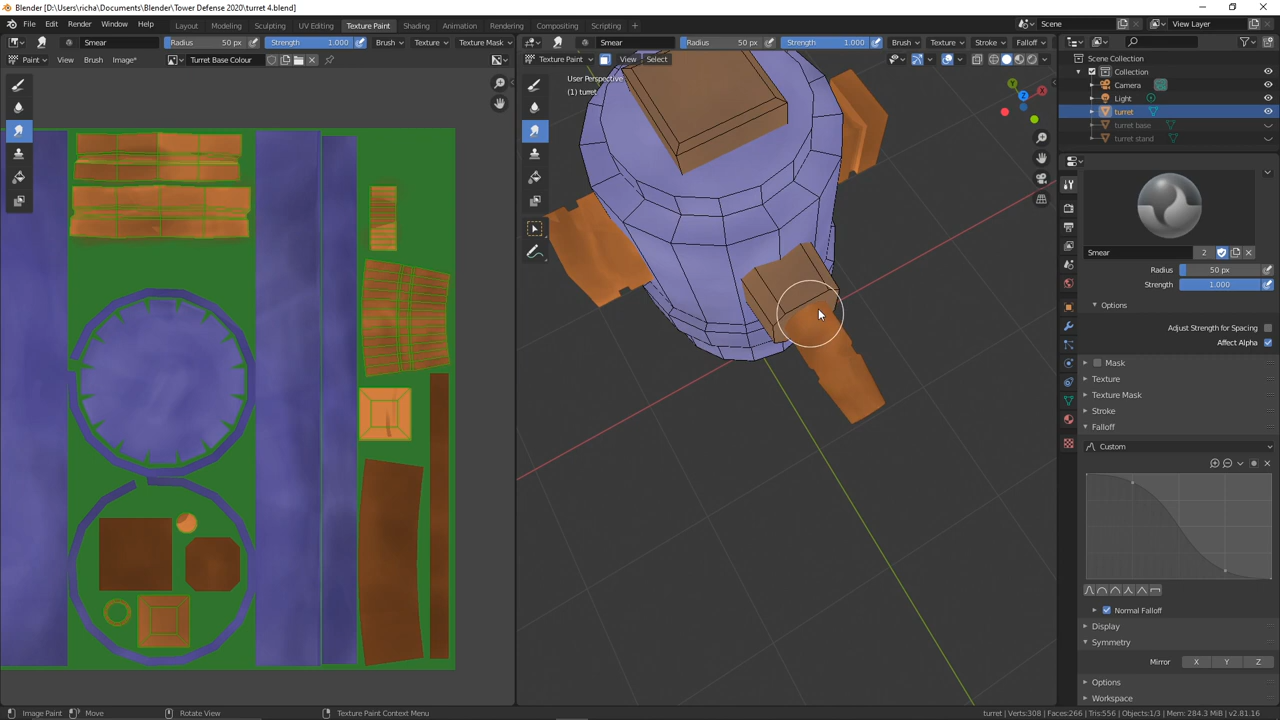 Blender [D:\Users\richa\Documents\Blender\Tower Defense 2020\turret 4.blend]
File Edit Render Window Help Layout Modeling Sculpting UV Editing Texture Paint Shading Animation Rendering Compositing Scripting Scene View Layer
Smear Radius 50 px Strength 1.000 Brush Texture Texture Mask Smear Radius 50 px Strength 1.000 Brush Texture Stroke Falloff
Paint View Brush Image* Turret Base Colour Texture Paint View Select
Scene Collection
Collection
Camera
Light
turret
turret base
turret stand
User Perspective
(1) turret
Y
X
Z
Smear 2
Radius 50 px
Strength 1.000
Options
Adjust Strength for Spacing
Affect Alpha
Mask
Texture
Texture Mask
Stroke
Falloff
Custom
Normal Falloff
Display
Symmetry
Mirror X Y Z
Options
Workspace
Image Paint Move Rotate View Texture Paint Context Menu turret | Verts:308 | Faces:266 | Tris:556 | Objects:1/3 | Mem: 284.3 MiB | v2.81.16